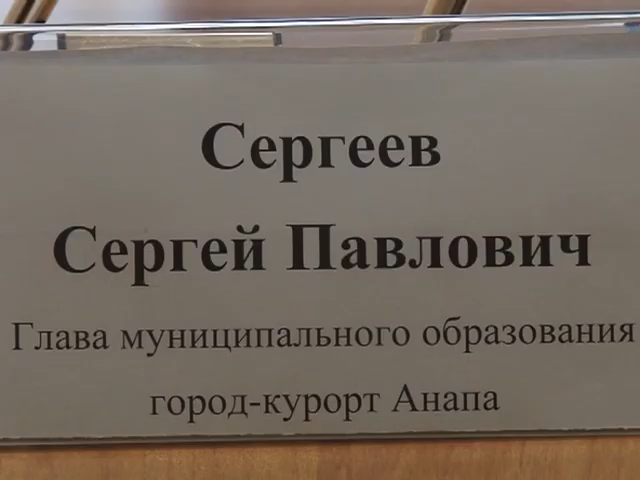 Сергеев
Сергей Павлович
Глава муниципального образования
город-курорт Анапа